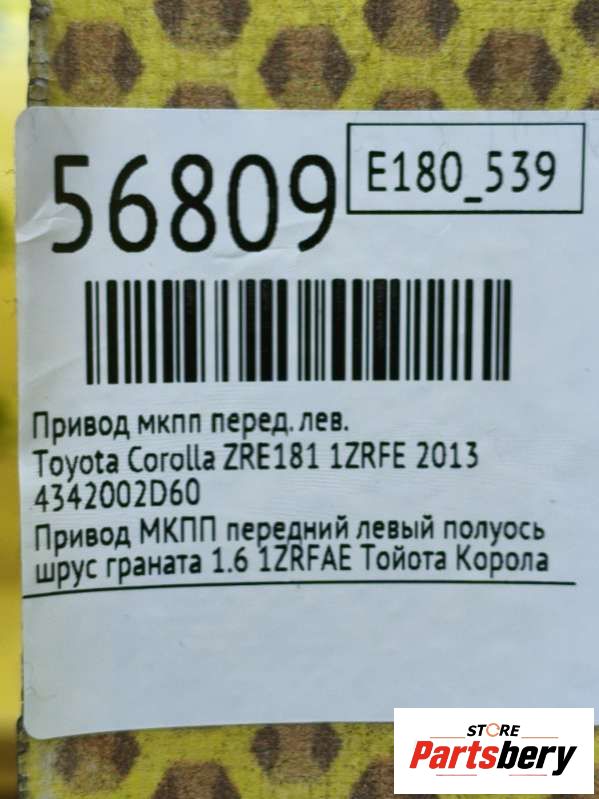 56809
E180_539
Привод мкпп перед. лев.
Toyota Corolla ZRE181 1ZRFE 2013
4342002D60
Привод МКПП передний левый полуось
шрус граната 1.6 1ZRFAE Тойота Корола
STORE
Partsbery